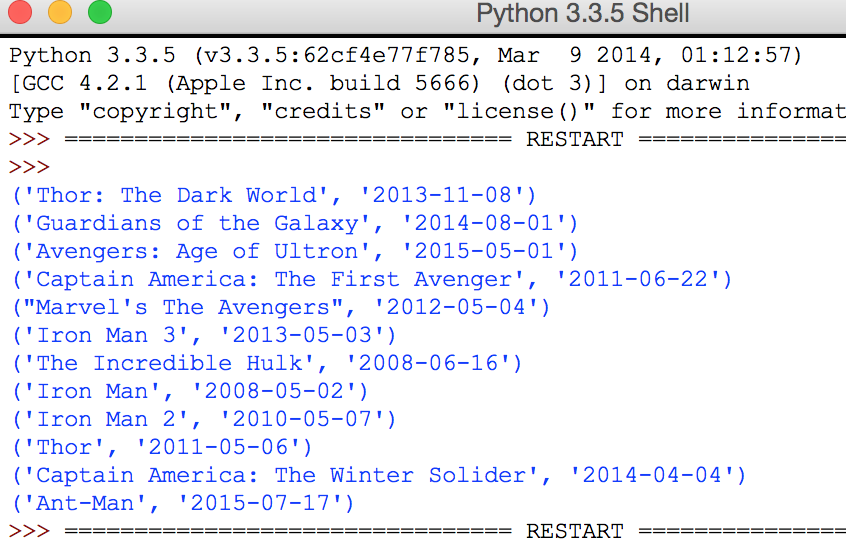 Python 3.3.5 Shell
Python 3.3.5 (v3.3.5:62cf4e77f785, Mar  9 2014, 01:12:57)
[GCC 4.2.1 (Apple Inc. build 5666) (dot 3)] on darwin
Type "copyright", "credits" or "license()" for more informat
>>> ================================ RESTART ===============
>>>
('Thor: The Dark World', '2013-11-08')
('Guardians of the Galaxy', '2014-08-01')
('Avengers: Age of Ultron', '2015-05-01')
('Captain America: The First Avenger', '2011-06-22')
("Marvel's The Avengers", '2012-05-04')
('Iron Man 3', '2013-05-03')
('The Incredible Hulk', '2008-06-16')
('Iron Man', '2008-05-02')
('Iron Man 2', '2010-05-07')
('Thor', '2011-05-06')
('Captain America: The Winter Solider', '2014-04-04')
('Ant-Man', '2015-07-17')
>>> ================================ RESTART ===============